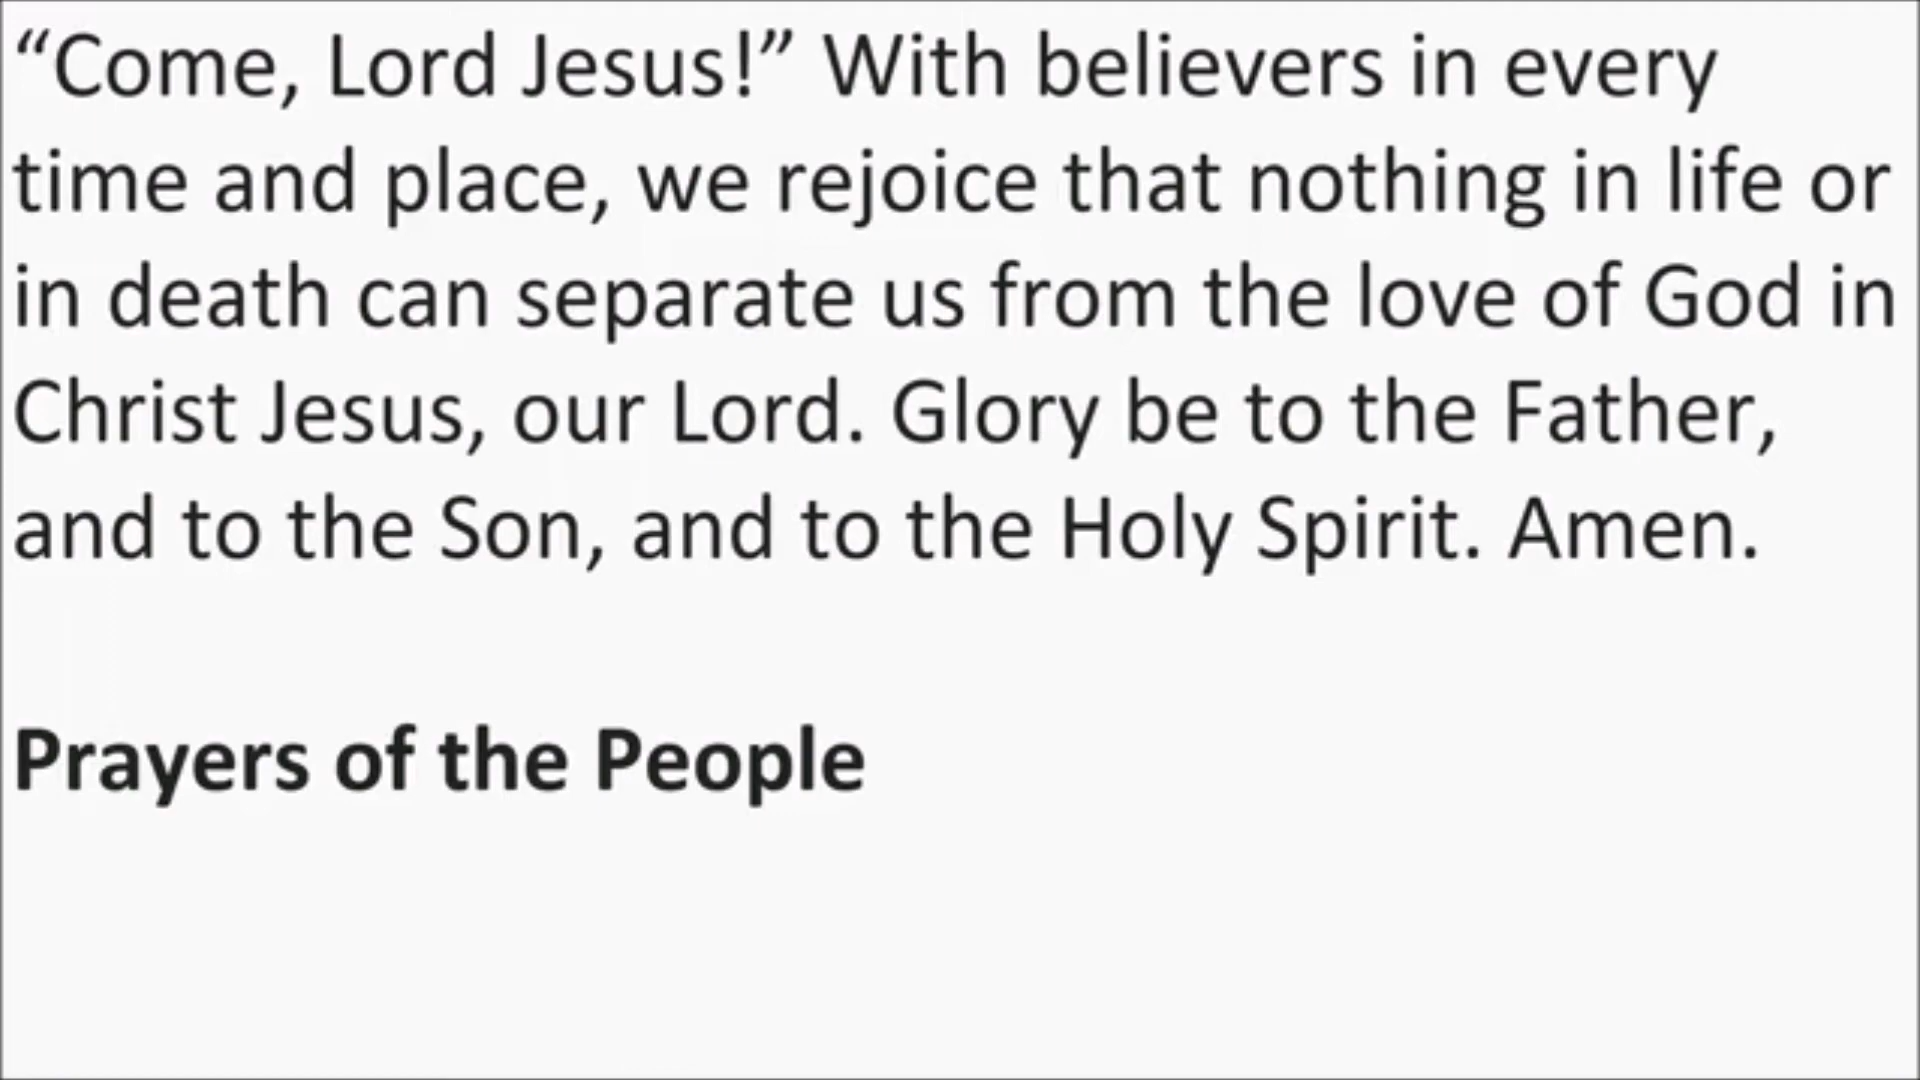 “Come, Lord Jesus!” With believers in every
time and place, we rejoice that nothing in life or
in death can separate us from the love of God in
Christ Jesus, our Lord. Glory be to the Father,
and to the Son, and to the Holy Spirit. Amen.
Prayers of the People